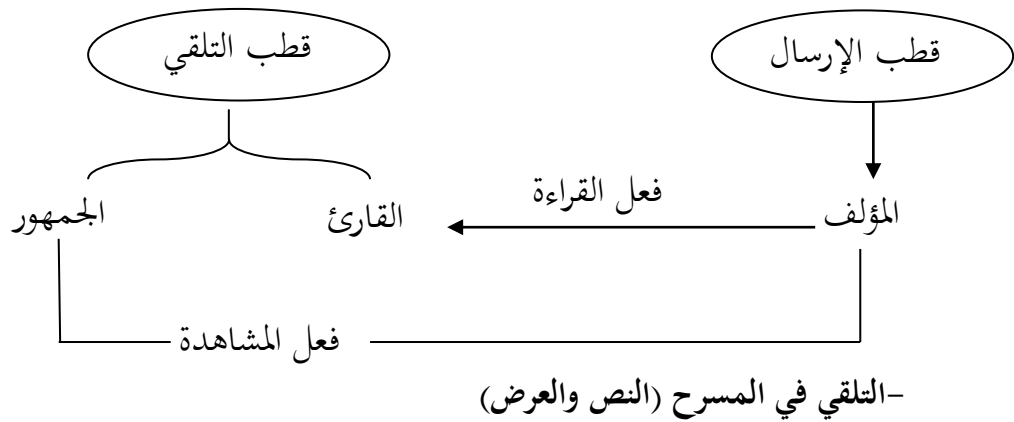 قطب الإرسال
قطب التلقي
المؤلف
فعل القراءة
القارئ
الجمهور
فعل المشاهدة
-التلقي في المسرح (النص والعرض)